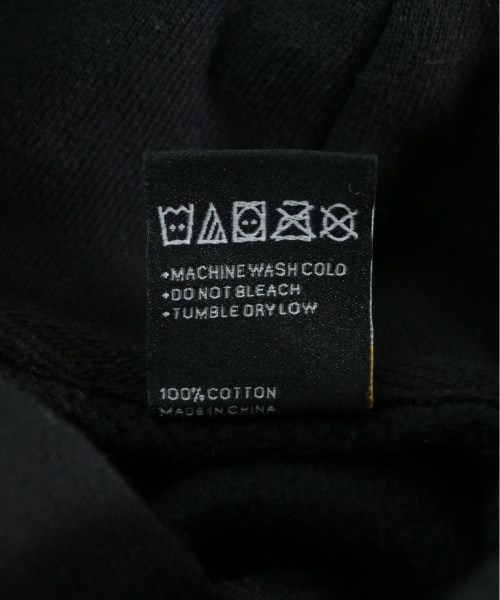 •MACHINE WASH COLD
•DO NOT BLEACH
•TUMBLE DRY LOW
100% COTTON
MADE IN CHINA